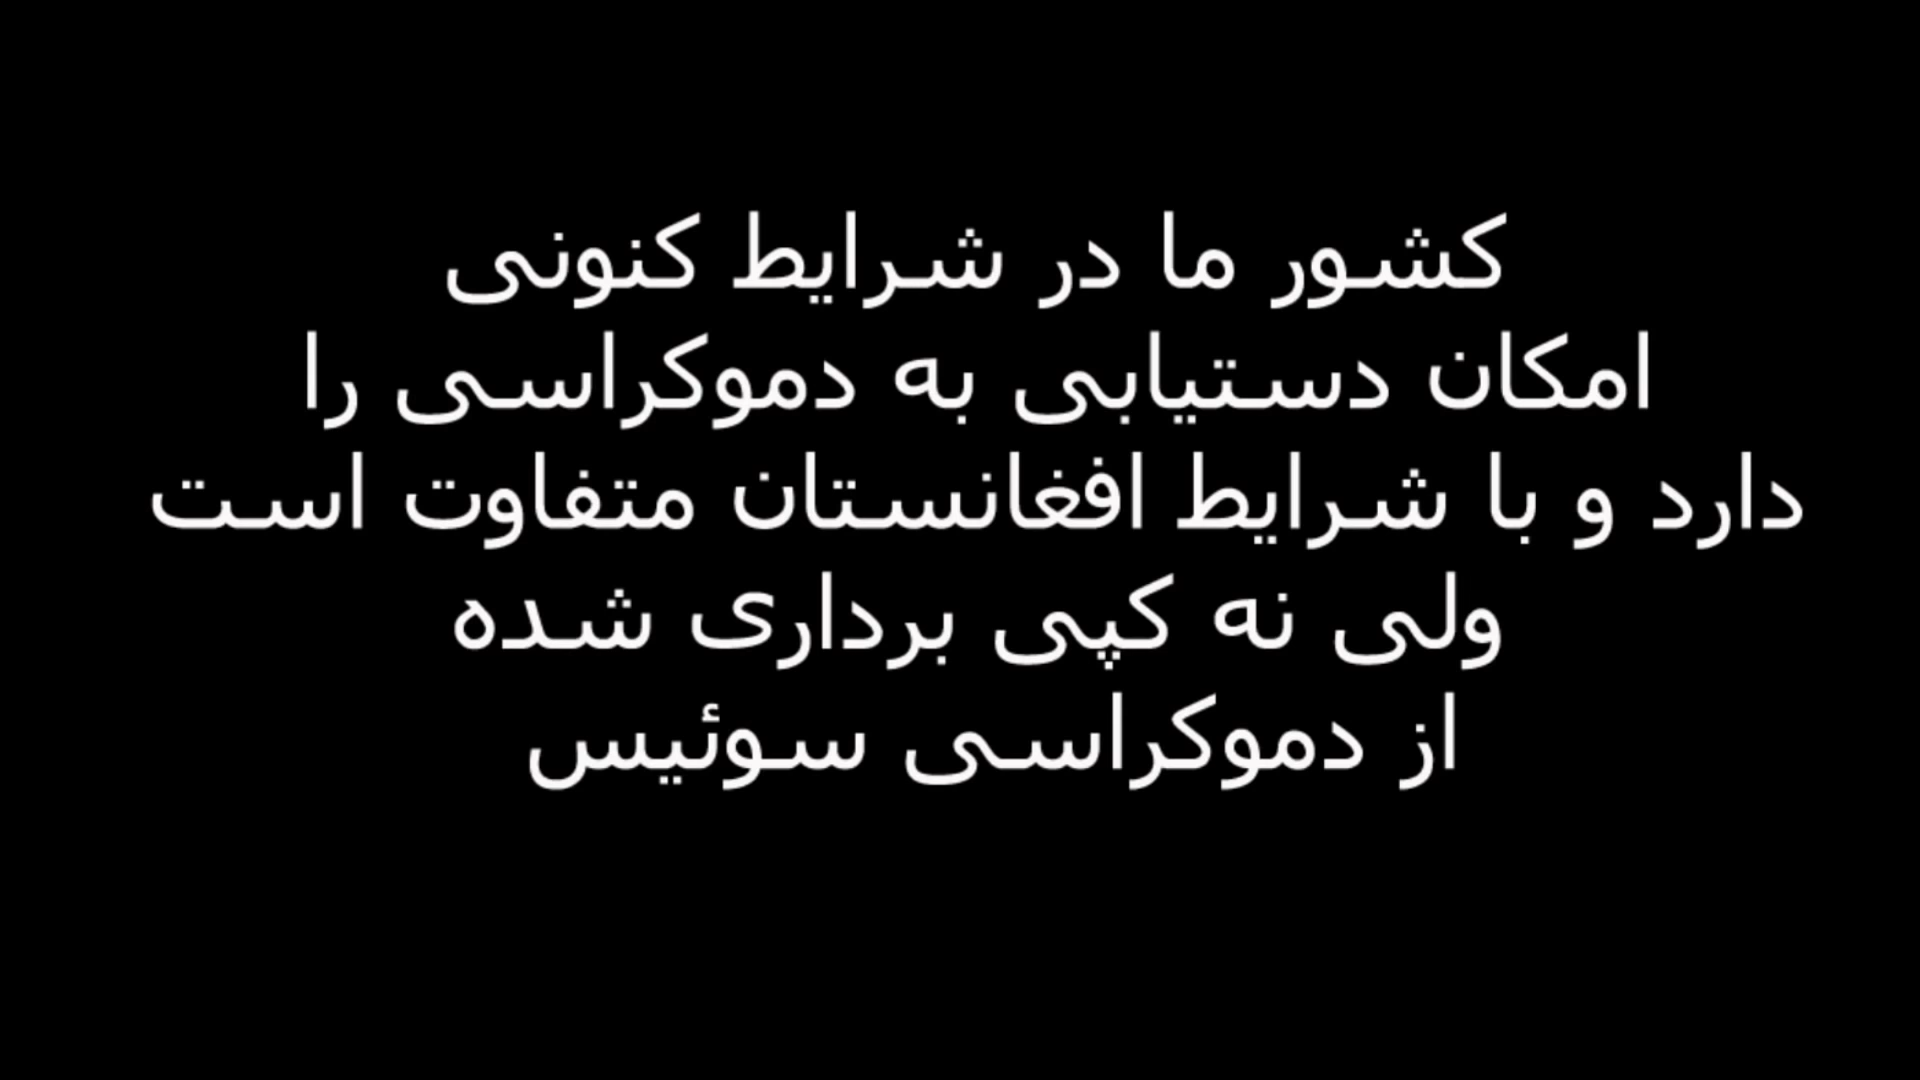 کشور ما در شرایط کنونی
امکان دستیابی به دموکراسی را
دارد و با شرایط افغانستان متفاوت است
ولی نه کپی برداری شده
از دموکراسی سوئیس